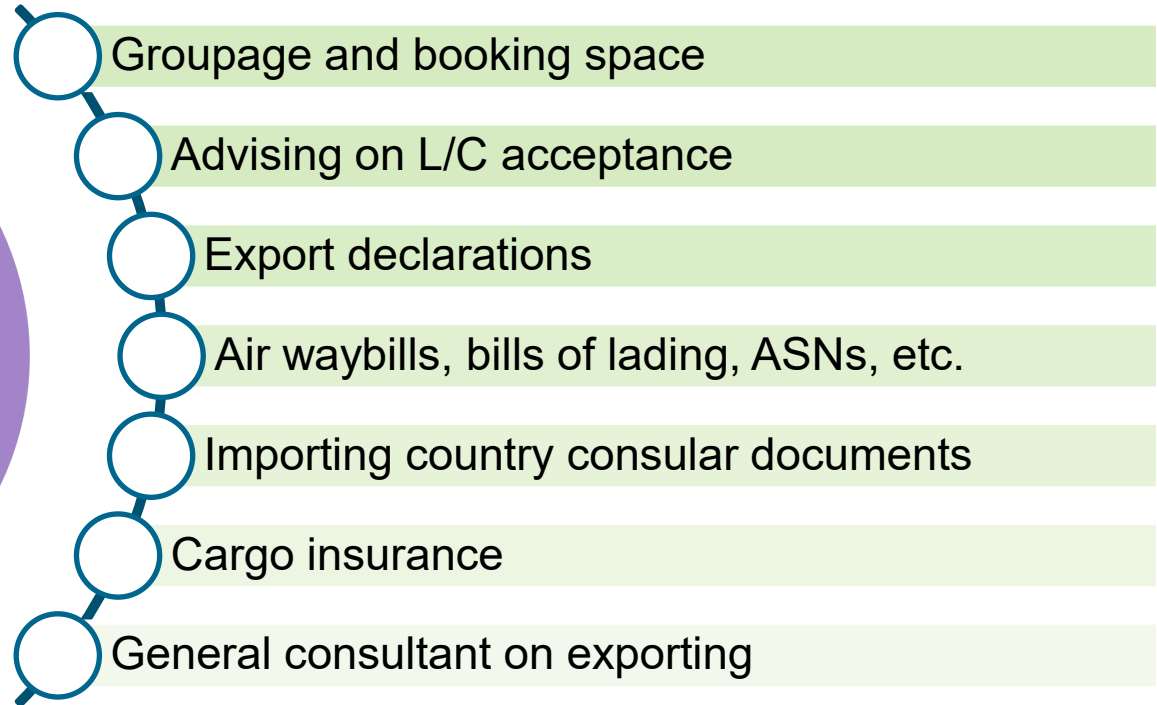 Groupage and booking space
Advising on L/C acceptance
Export declarations
Air waybills, bills of lading, ASNs, etc.
Importing country consular documents
Cargo insurance
General consultant on exporting